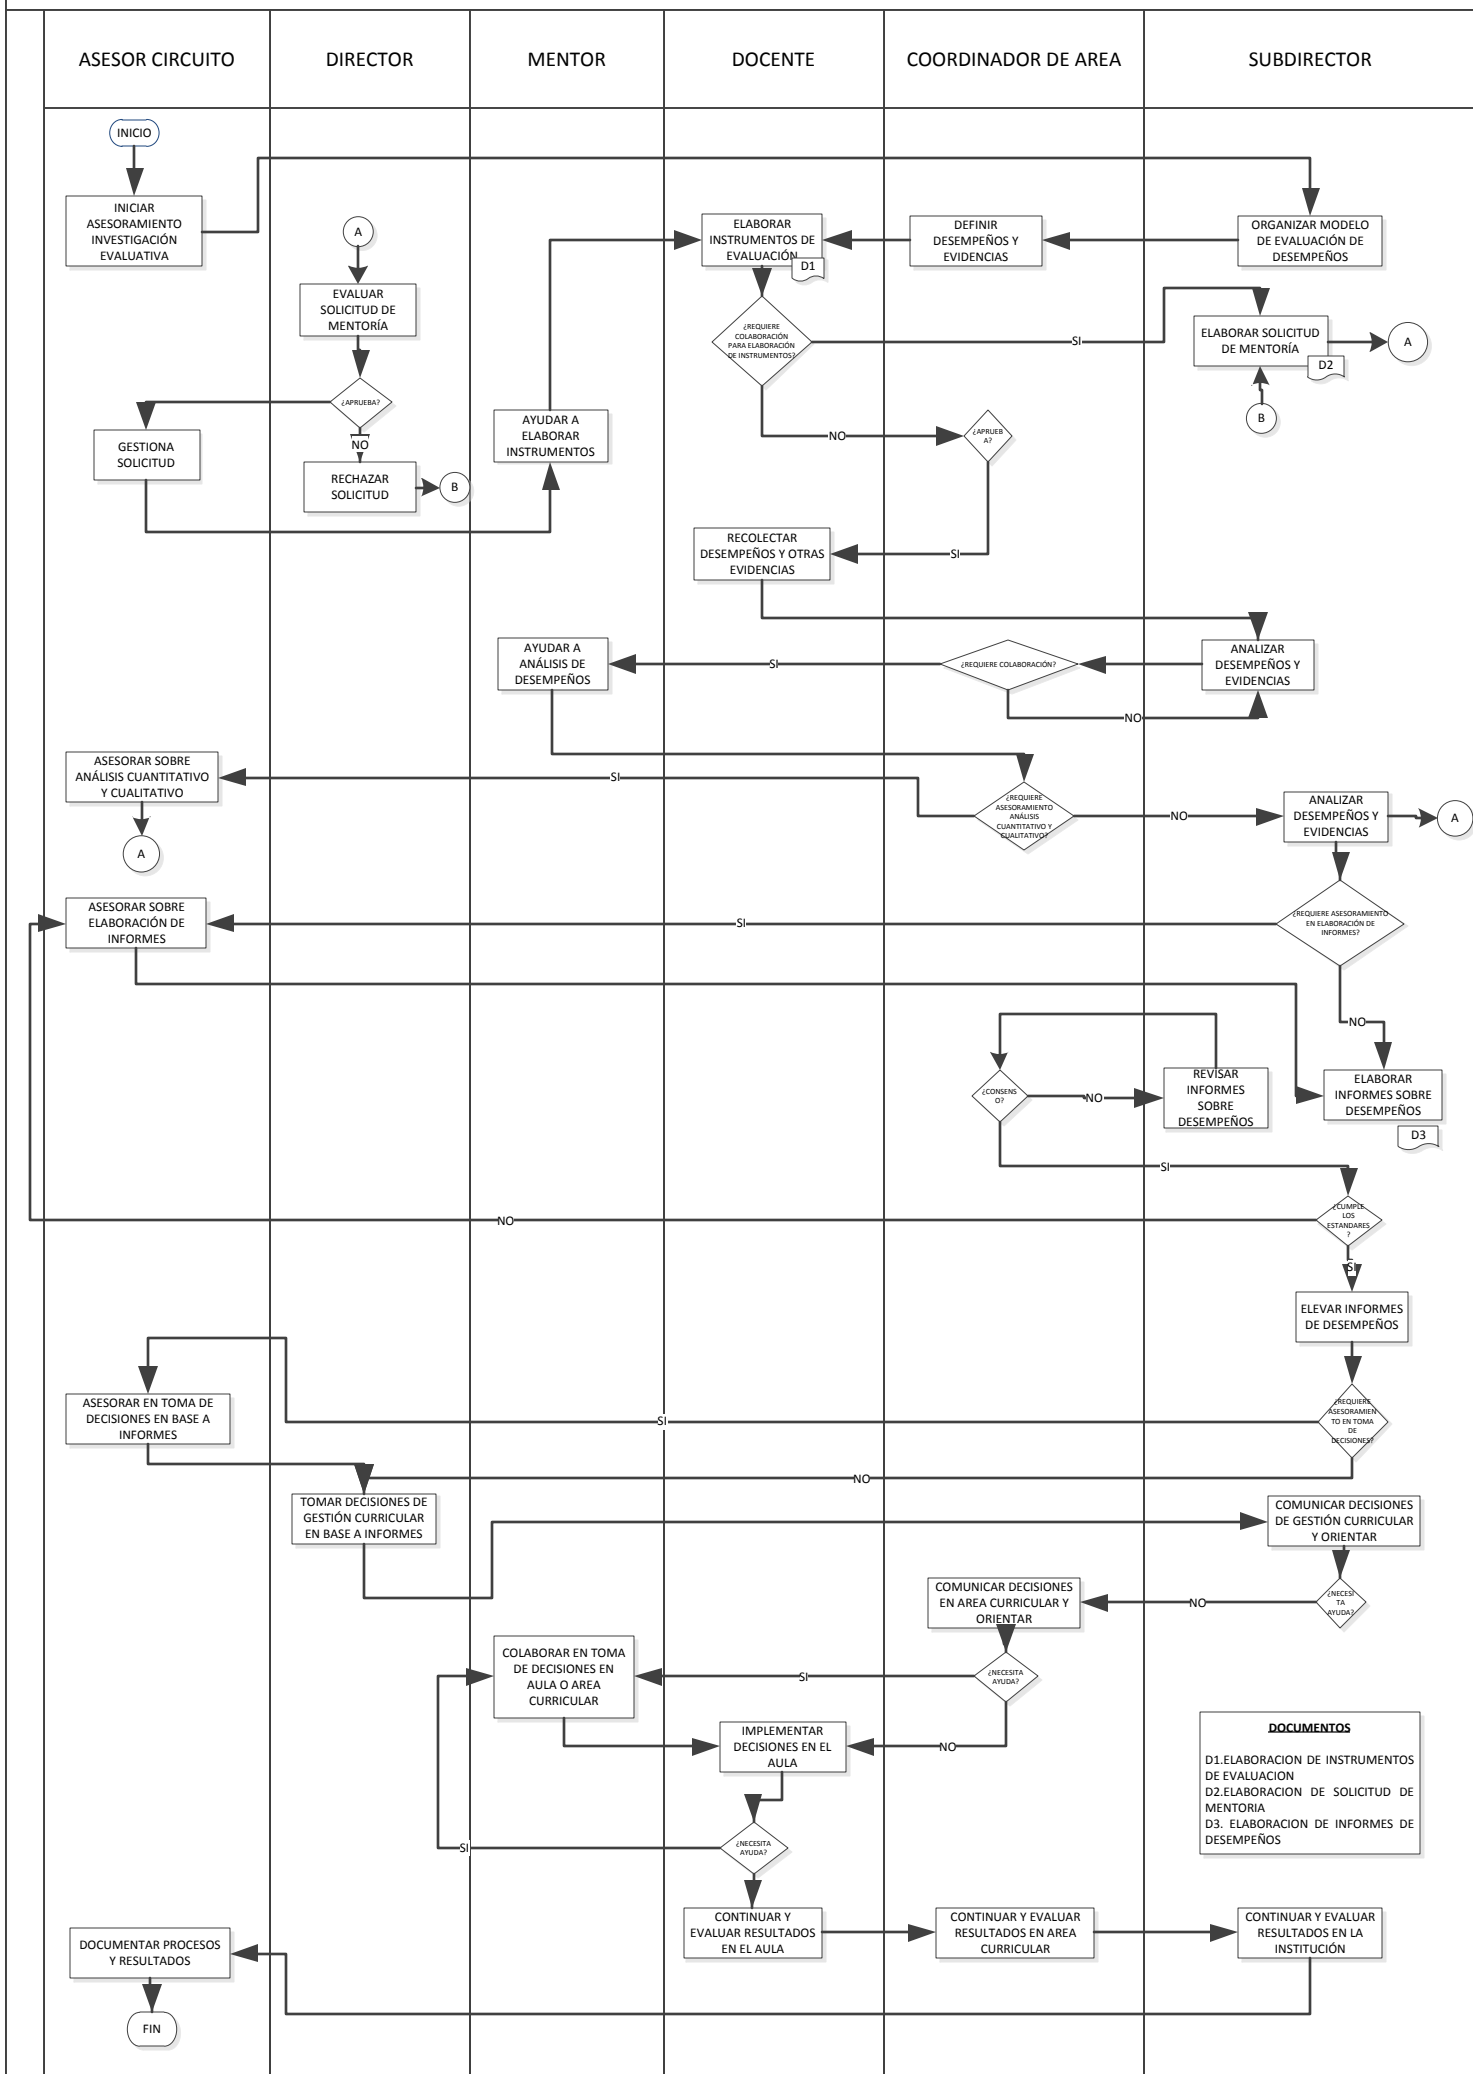 ASESOR CIRCUITO
DIRECTOR
MENTOR
DOCENTE
COORDINADOR DE AREA
SUBDIRECTOR
INICIO
INICIAR
ASESORAMIENTO
INVESTIGACIÓN
EVALUATIVA
A
EVALUAR
SOLICITUD DE
MENTORÍA
ELABORAR
INSTRUMENTOS DE
EVALUACIÓN
D1
DEFINIR
DESEMPEÑOS Y
EVIDENCIAS
ORGANIZAR MODELO
DE EVALUACIÓN DE
DESEMPEÑOS
¿REQUIERE
COLABORACIÓN
PARA ELABORACIÓN
DE INSTRUMENTOS?
SI
ELABORAR SOLICITUD
DE MENTORÍA
D2
A
B
¿APRUEBA?
NO
GESTIONA
SOLICITUD
RECHAZAR
SOLICITUD
B
AYUDAR A
ELABORAR
INSTRUMENTOS
NO
¿APRUEB
A?
SI
RECOLECTAR
DESEMPEÑOS Y OTRAS
EVIDENCIAS
AYUDAR A
ANÁLISIS DE
DESEMPEÑOS
SI
¿REQUIERE COLABORACIÓN?
NO
ANALIZAR
DESEMPEÑOS Y
EVIDENCIAS
ASESORAR SOBRE
ANÁLISIS CUANTITATIVO
Y CUALITATIVO
A
SI
¿REQUIERE
ASESORAMIENTO
ANÁLISIS
CUANTITATIVO Y
CUALITATIVO?
NO
ANALIZAR
DESEMPEÑOS Y
EVIDENCIAS
A
ASESORAR SOBRE
ELABORACIÓN DE
INFORMES
SI
¿REQUIERE ASESORAMIENTO
EN ELABORACIÓN DE
INFORMES?
NO
¿CONSENS
O?
NO
REVISAR
INFORMES
SOBRE
DESEMPEÑOS
ELABORAR
INFORMES SOBRE
DESEMPEÑOS
D3
SI
¿CUMPLE
LOS
ESTANDARES
?
NO
SI
ELEVAR INFORMES
DE DESEMPEÑOS
ASESORAR EN TOMA DE
DECISIONES EN BASE A
INFORMES
SI
¿REQUIERE
ASESORAMIEN
TO EN TOMA
DE
DECISIONES?
NO
TOMAR DECISIONES DE
GESTIÓN CURRICULAR
EN BASE A INFORMES
COMUNICAR DECISIONES
DE GESTIÓN CURRICULAR
Y ORIENTAR
COMUNICAR DECISIONES
EN AREA CURRICULAR Y
ORIENTAR
NO
¿NECESI
TA
AYUDA?
COLABORAR EN TOMA
DE DECISIONES EN
AULA O AREA
CURRICULAR
SI
¿NECESITA
AYUDA?
IMPLEMENTAR
DECISIONES EN EL
AULA
NO
DOCUMENTOS
D1.ELABORACION DE INSTRUMENTOS
DE EVALUACION
D2.ELABORACION DE SOLICITUD DE
MENTORIA
D3. ELABORACION DE INFORMES DE
DESEMPEÑOS
SI
¿NECESITA
AYUDA?
DOCUMENTAR PROCESOS
Y RESULTADOS
CONTINUAR Y
EVALUAR RESULTADOS
EN EL AULA
CONTINUAR Y EVALUAR
RESULTADOS EN AREA
CURRICULAR
CONTINUAR Y EVALUAR
RESULTADOS EN LA
INSTITUCIÓN
FIN